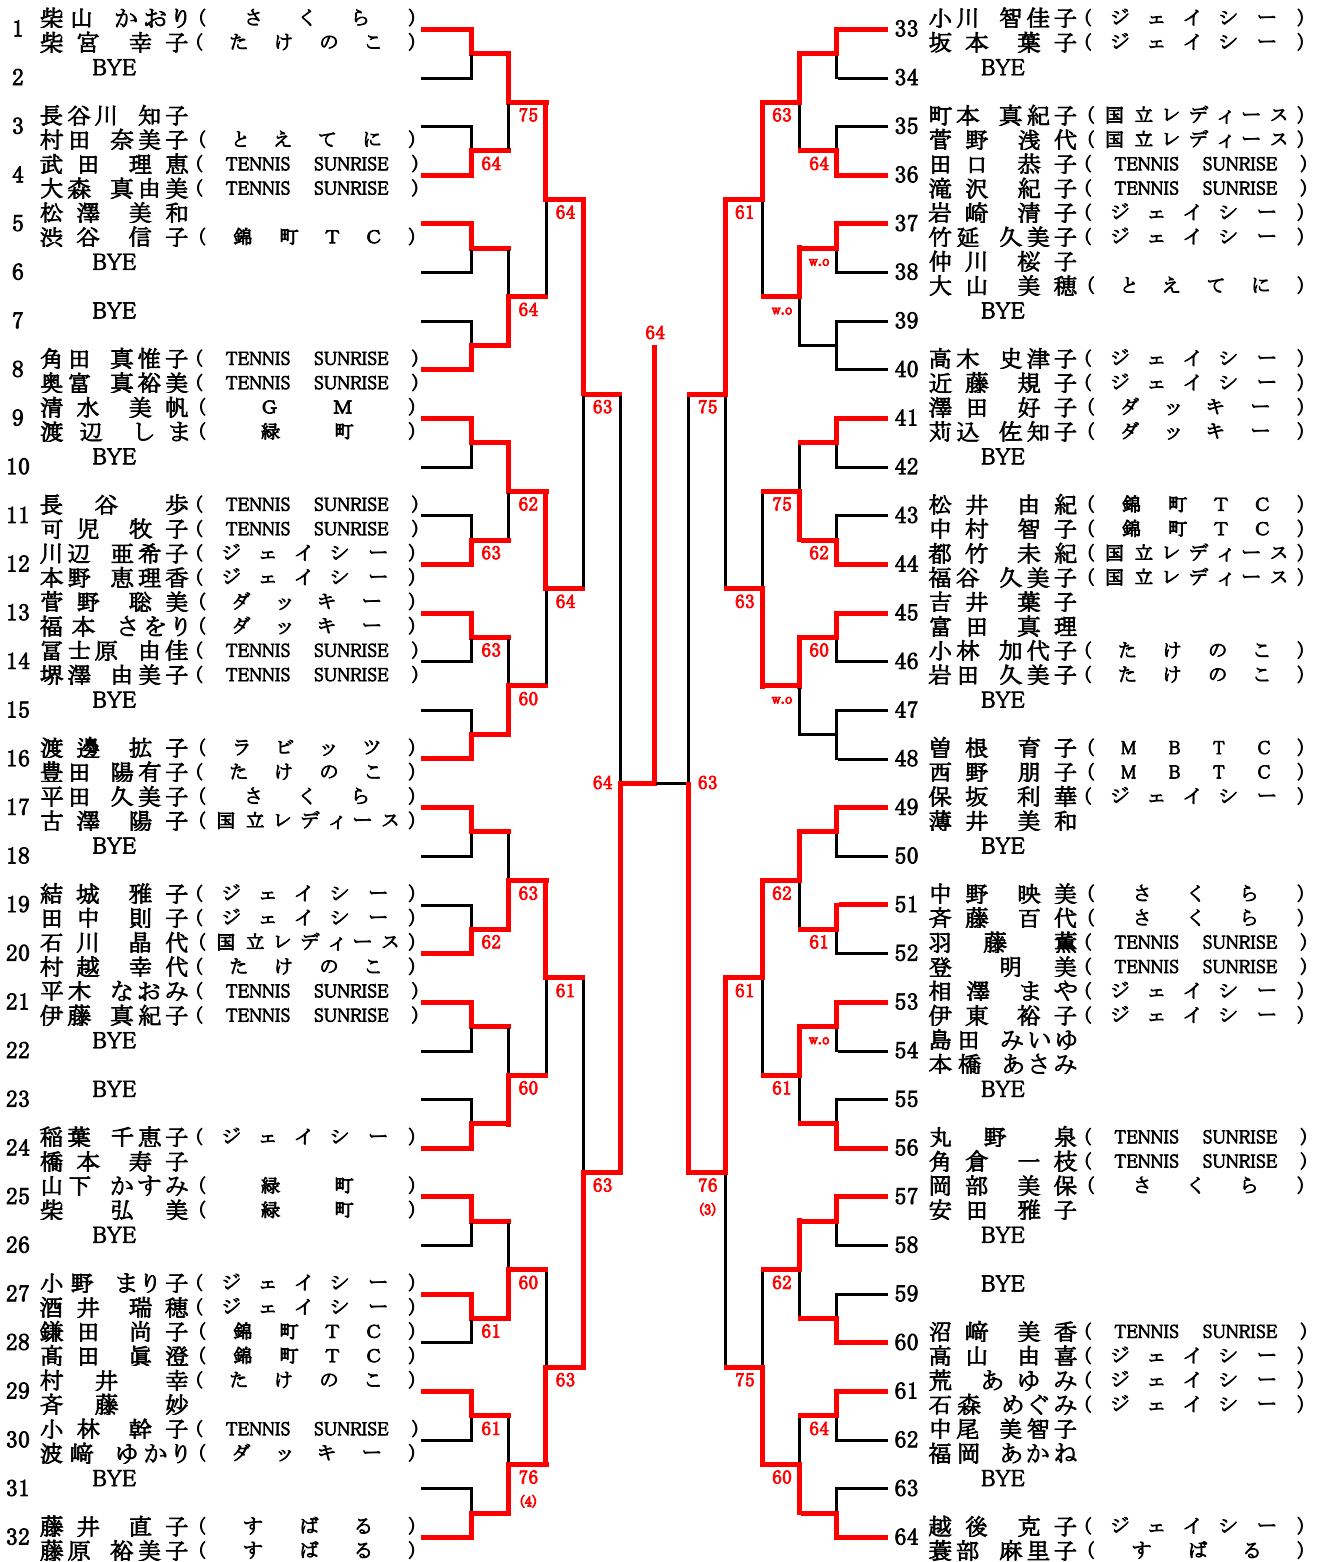 1 柴山 かおり( さくら )
柴宮 幸子( たけのこ )
2 BYE
3 長谷川 知子
村田 奈美子( とえてに )
4 武田 理恵( TENNIS SUNRISE )
大森 真由美( TENNIS SUNRISE )
5 松澤 美和
渋谷 信子( 錦町TC )
6 BYE
7 BYE
8 角田 真惟子( TENNIS SUNRISE )
奥富 真裕美( TENNIS SUNRISE )
9 清水 美帆( GM )
渡辺 しま( 緑町 )
10 BYE
11 長谷 歩( TENNIS SUNRISE )
可児 牧子( TENNIS SUNRISE )
12 川辺 亜希子( ジェイシー )
本野 恵理香( ジェイシー )
13 菅野 聡美( ダッキー )
福本 さをり( ダッキー )
14 冨士原 由佳( TENNIS SUNRISE )
堺澤 由美子( TENNIS SUNRISE )
15 BYE
16 渡邊 拡子( ラビッツ )
豊田 陽有子( たけのこ )
17 平田 久美子( さくら )
古澤 陽子( 国立レディース )
18 BYE
19 結城 雅子( ジェイシー )
田中 則子( ジェイシー )
20 石川 晶代( 国立レディース )
村越 幸代( たけのこ )
21 平木 なおみ( TENNIS SUNRISE )
伊藤 真紀子( TENNIS SUNRISE )
22 BYE
23 BYE
24 稲葉 千恵子( ジェイシー )
橋本 寿子
25 山下 かすみ( 緑町 )
柴 弘美( 緑町 )
26 BYE
27 小野 まり子( ジェイシー )
酒井 瑞穂( ジェイシー )
28 鎌田 尚子( 錦町TC )
髙田 眞澄( 錦町TC )
29 村井 幸( たけのこ )
斉藤 妙
30 小林 幹子( TENNIS SUNRISE )
波﨑 ゆかり( ダッキー )
31 BYE
32 藤井 直子( すばる )
藤原 裕美子( すばる )
64
63
62
64
63
61
61
75
64
62
60
63
60
60
76
(4)
64
64
61
63
63
63
64
64
63
75
63
76
(3)
61
63
61
75
63
w.o
75
w.o
62
61
62
60
64
w.o
62
60
61
w.o
64
33 小川 智佳子( ジェイシー )
坂本 葉子( ジェイシー )
34 BYE
35 町本 真紀子( 国立レディース )
菅野 浅代( 国立レディース )
36 田口 恭子( TENNIS SUNRISE )
滝沢 紀子( TENNIS SUNRISE )
37 岩崎 清子( ジェイシー )
竹延 久美子( ジェイシー )
38 仲川 桜子
大山 美穂( とえてに )
39 BYE
40 高木 史津子( ジェイシー )
近藤 規子( ジェイシー )
41 澤田 好子( ダッキー )
苅込 佐知子( ダッキー )
42 BYE
43 松井 由紀( 錦町TC )
中村 智子( 錦町TC )
44 都竹 未紀( 国立レディース )
福谷 久美子( 国立レディース )
45 吉井 葉子
富田 真理
46 小林 加代子( たけのこ )
岩田 久美子( たけのこ )
47 BYE
48 曽根 育子( MBTC )
西野 朋子( MBTC )
49 保坂 利華( ジェイシー )
薄井 美和
50 BYE
51 中野 映美( さくら )
斉藤 百代( さくら )
52 羽藤 薫( TENNIS SUNRISE )
登 明美( TENNIS SUNRISE )
53 相澤 まや( ジェイシー )
伊東 裕子( ジェイシー )
54 島田 みいゆ
本橋 あさみ
55 BYE
56 丸野 泉( TENNIS SUNRISE )
角倉 一枝( TENNIS SUNRISE )
57 岡部 美保( さくら )
安田 雅子
58 BYE
59 BYE
60 沼﨑 美香( TENNIS SUNRISE )
高山 由喜( ジェイシー )
61 荒 あゆみ( ジェイシー )
石森 めぐみ( ジェイシー )
62 中尾 美智子
福岡 あかね
63 BYE
64 越後 克子( ジェイシー )
蓑部 麻里子( すばる )